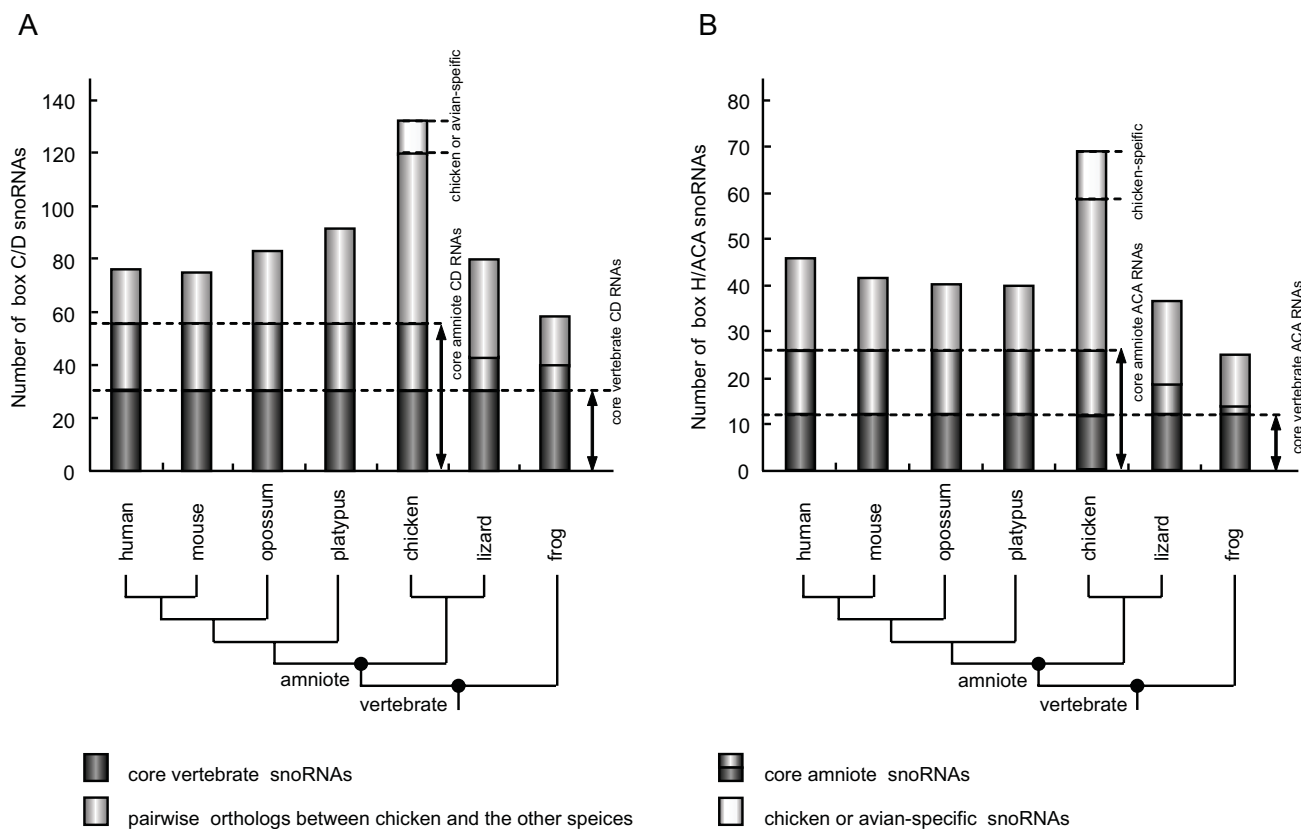 A
Number of box C/D snoRNAs
140
120
100
80
60
40
20
0
chicken or avian-speific
core amniote CD RNAs
core vertebrate CD RNAs
human
mouse
opossum
platypus
chicken
lizard
frog
amniote
vertebrate
B
Number of box H/ACA snoRNAs
80
70
60
50
40
30
20
10
0
chicken-speific
core amniote ACA RNAs
core vertebrate ACA RNAs
human
mouse
opossum
platypus
chicken
lizard
frog
amniote
vertebrate
core vertebrate snoRNAs
core amniote snoRNAs
pairwise orthologs between chicken and the other speices
chicken or avian-specific snoRNAs